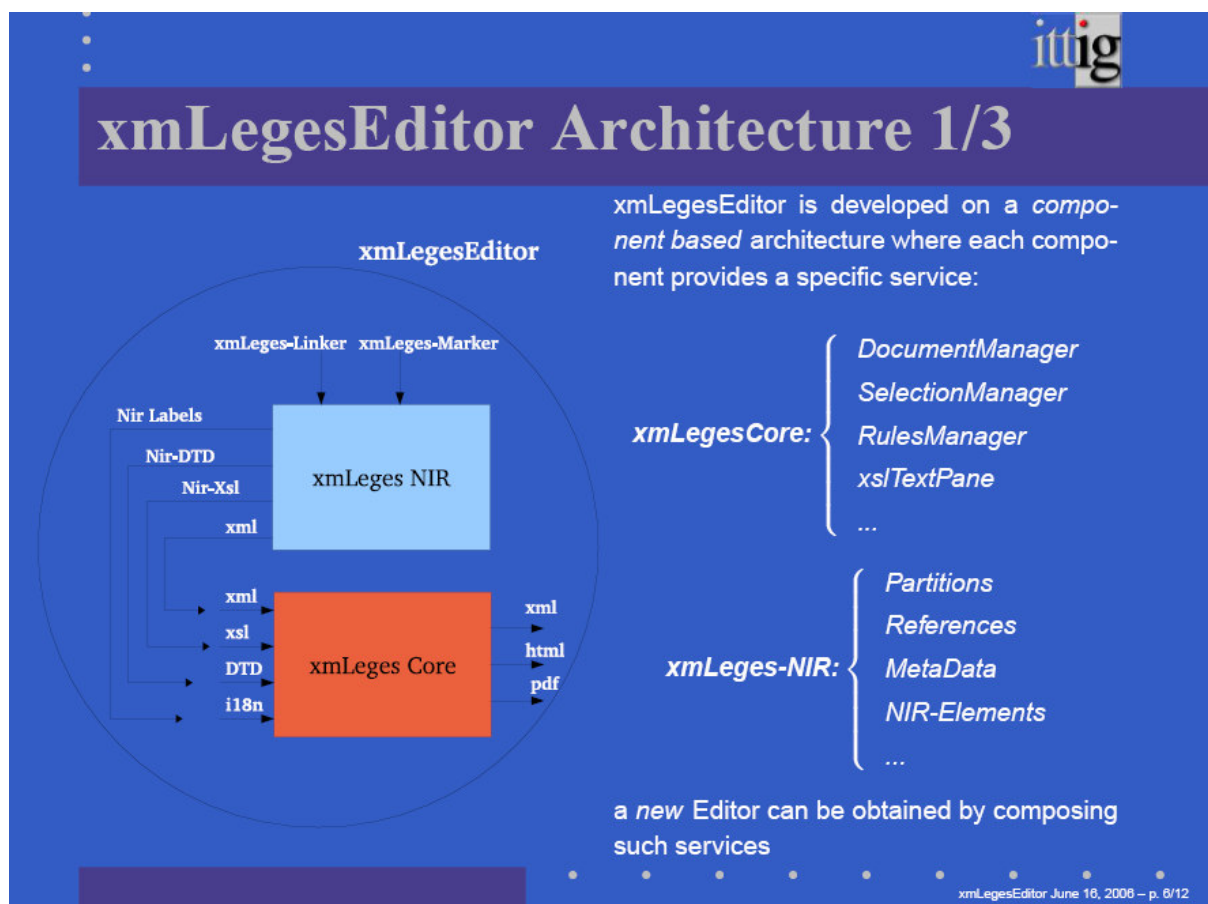 ittig
xmLegesEditor Architecture 1/3
xmLegesEditor
xmLeges-Linker xmLeges-Marker
Nir Labels
Nir-DTD
Nir-Xsl
xml
xmLeges NIR
xml
xsl
DTD
i18n
xmLeges Core
xml
html
pdf
xmLegesEditor is developed on a compo-
nent based architecture where each compo-
nent provides a specific service:
xmLegesCore:
DocumentManager
SelectionManager
RulesManager
xslTextPane
...
xmLeges-NIR:
Partitions
References
MetaData
NIR-Elements
...
a new Editor can be obtained by composing
such services
xmLegesEditor June 16, 2006 – p. 6/12